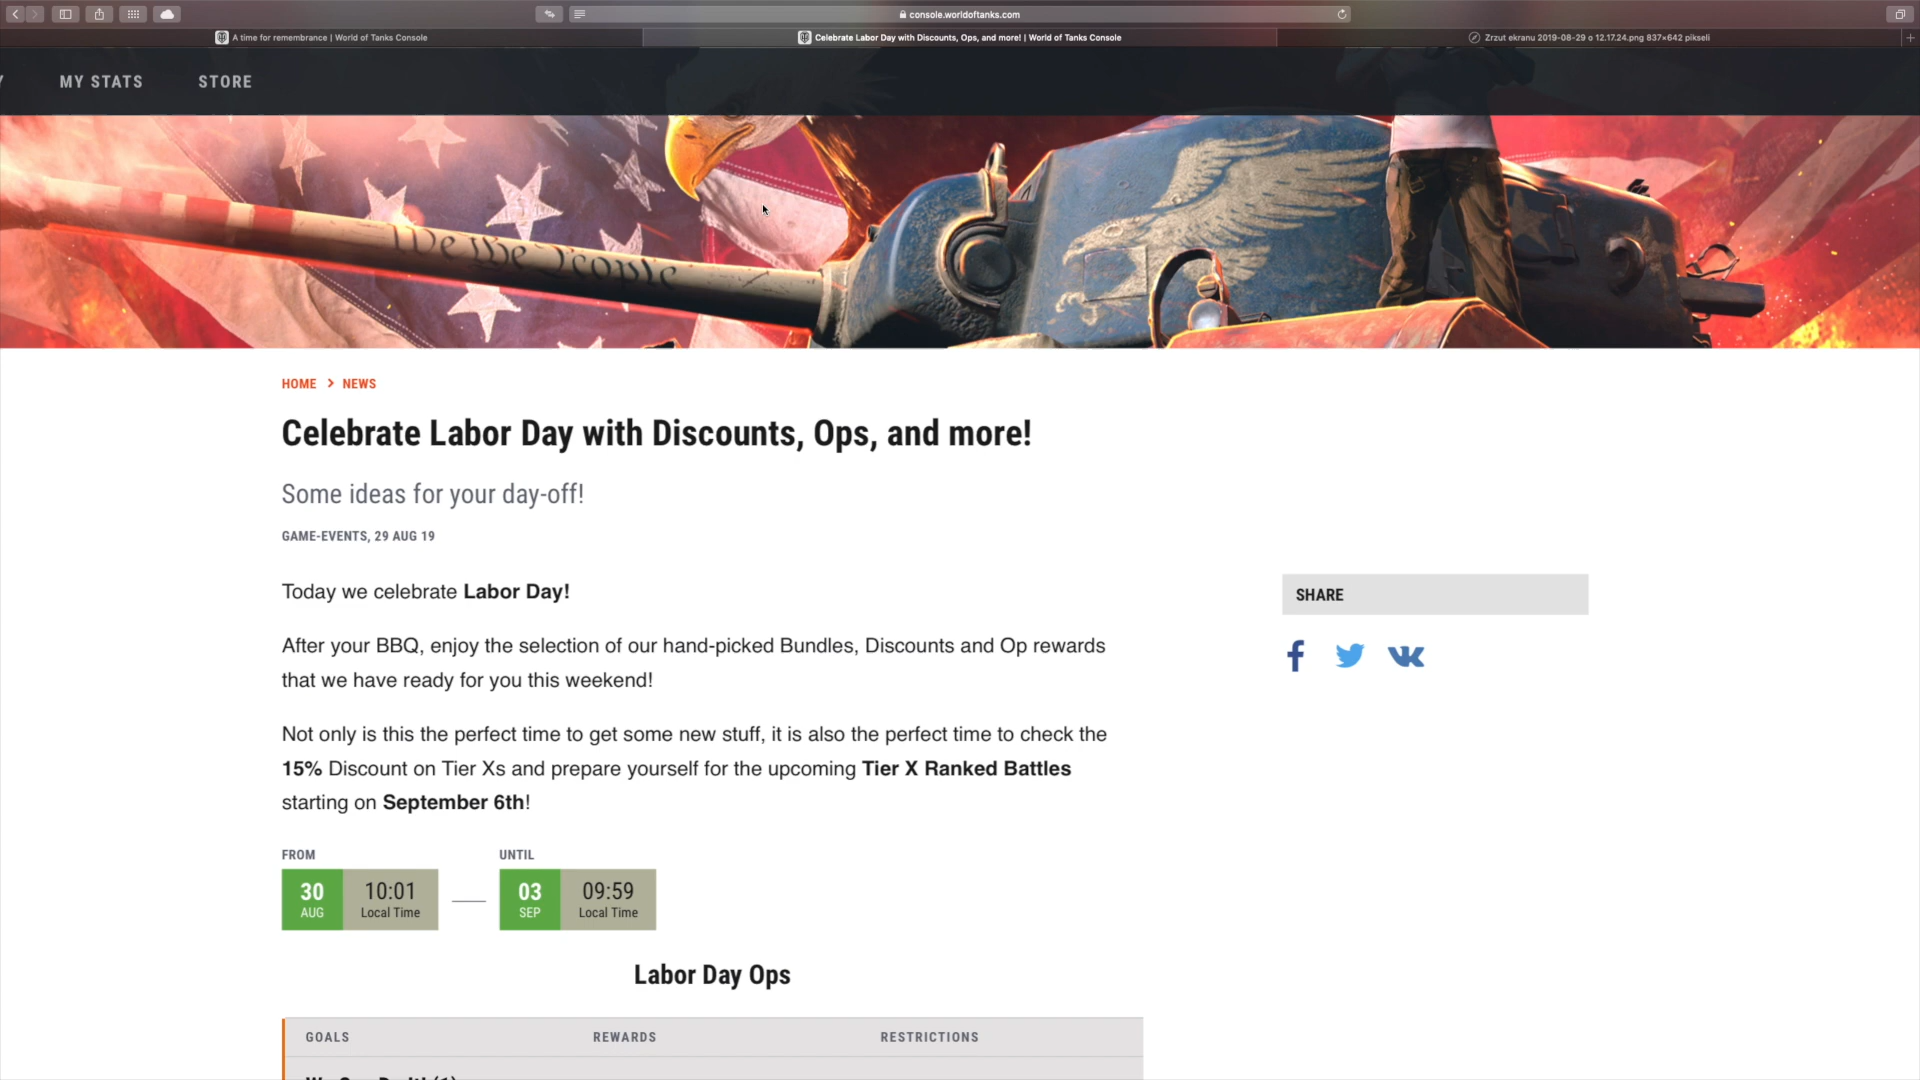 console.worldoftanks.com
A time for remembrance | World of Tanks Console
Celebrate Labor Day with Discounts, Ops, and more! | World of Tanks Console
Zrzut ekranu 2019-08-29 o 12.17.24.png 837×642 pikseli
MY STATS
STORE
We the People
HOME > NEWS
Celebrate Labor Day with Discounts, Ops, and more!
Some ideas for your day-off!
GAME-EVENTS, 29 AUG 19
Today we celebrate Labor Day!
After your BBQ, enjoy the selection of our hand-picked Bundles, Discounts and Op rewards
that we have ready for you this weekend!
Not only is this the perfect time to get some new stuff, it is also the perfect time to check the
15% Discount on Tier Xs and prepare yourself for the upcoming Tier X Ranked Battles
starting on September 6th!
SHARE
FROM
30 AUG 10:01 Local Time
UNTIL
03 SEP 09:59 Local Time
Labor Day Ops
GOALS REWARDS RESTRICTIONS